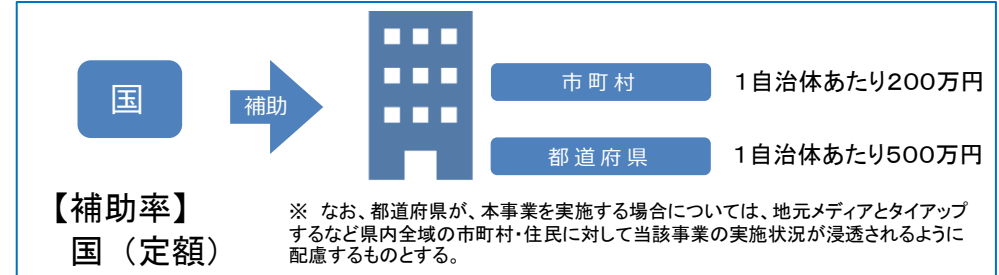 国
補助
市町村
1自治体あたり200万円
都道府県
1自治体あたり500万円
【補助率】
国（定額）
※ なお、都道府県が、本事業を実施する場合については、地元メディアとタイアップ
するなど県内全域の市町村・住民に対して当該事業の実施状況が浸透されるように
配慮するものとする。